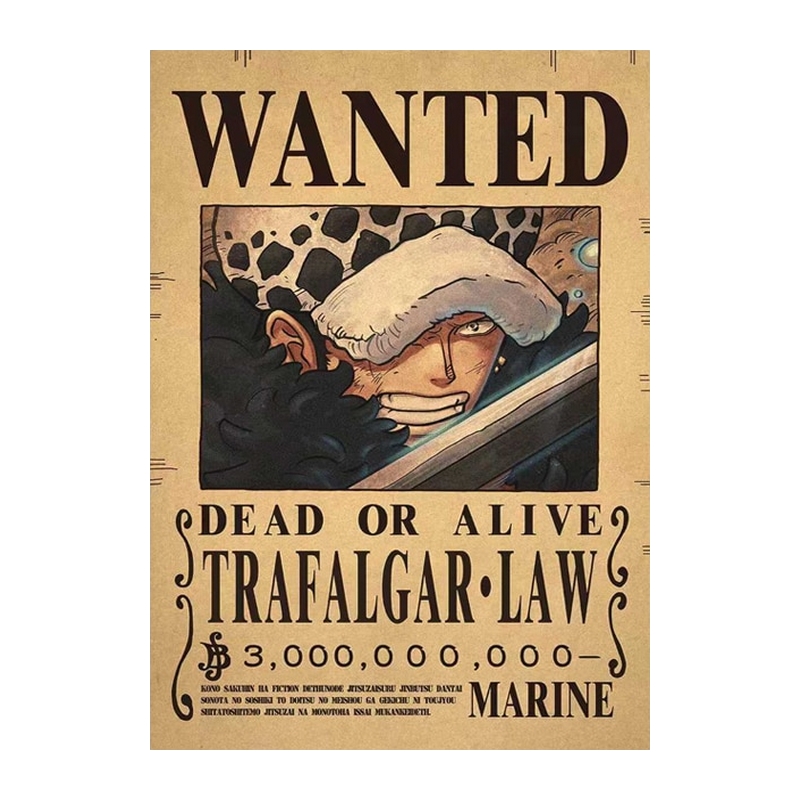 WANTED
DEAD OR ALIVE
TRAFALGAR•LAW
฿ 3,000,000,000–
KONO SAKUHIN HA FICTION DETHUNODE JITSUZAISURU JINBUTSU DANTAI
SONOTA NO SOSHIKI TO DOITSU NO MEISHOU GA GEKICHU NI TOUJYOU
SHITATOSHITEMO JITSUZAI NA MONOTOHA ISSAI MUKANKEIDETH.
MARINE